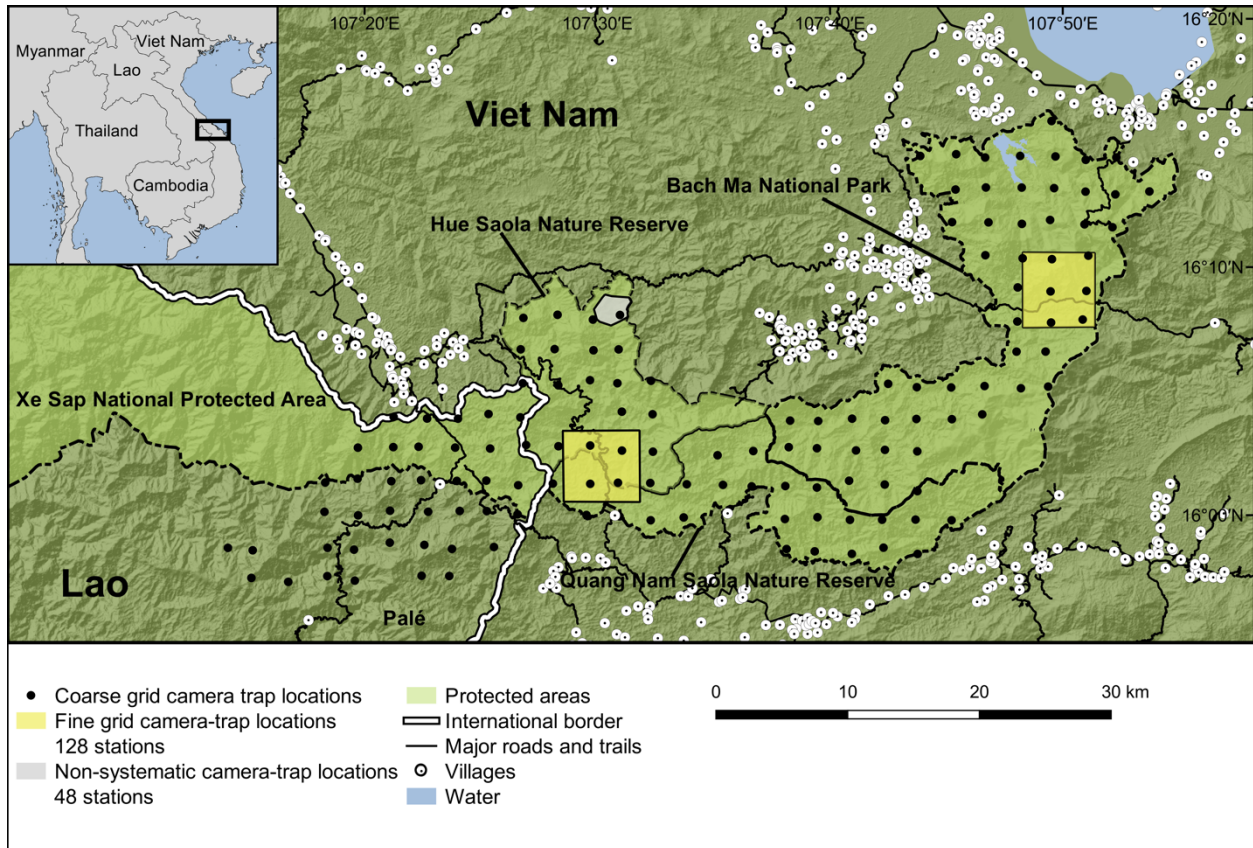 107°20'E
107°30'E
107°40'E
107°50'E
16°20'N
Myanmar
Viet Nam
Lao
Thailand
Cambodia
Viet Nam
Bach Ma National Park
Hue Saola Nature Reserve
16°10'N
Xe Sap National Protected Area
16°00'N
Quang Nam Saola Nature Reserve
Lao
Palé
Coarse grid camera trap locations
Fine grid camera-trap locations
128 stations
Non-systematic camera-trap locations
48 stations
Protected areas
International border
Major roads and trails
Villages
Water
0 10 20 30 km